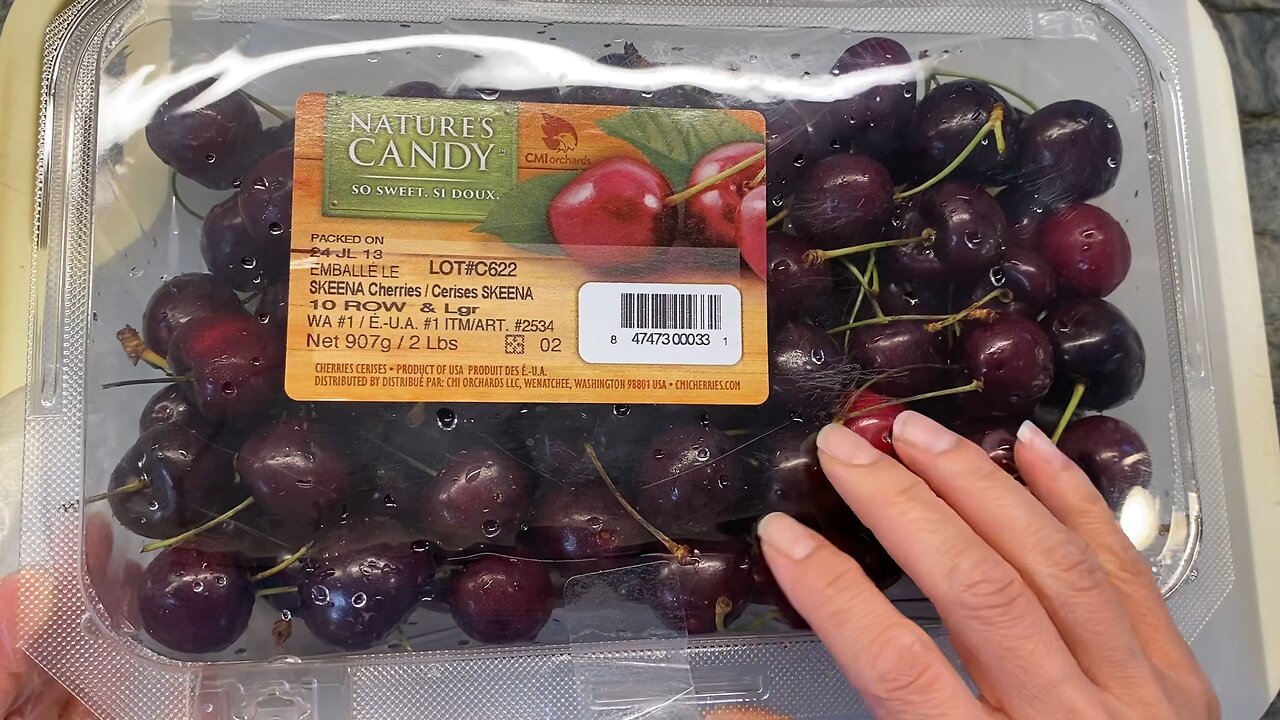 NATURE'S
CANDY
SO SWEET. SI DOUX.
CMI orchards
PACKED ON
24 JL 13
EMBALLÉ LE
LOT#C622
SKEENA Cherries / Cerises SKEENA
10 ROW & Lgr
WA #1 / É.-U.A. #1 ITM/ART. #2534
Net 907g / 2 Lbs
02
8 47473 00033 1
CHERRIES CERISES • PRODUCT OF USA PRODUIT DES É.-U.A.
DISTRIBUTED BY DISTRIBUÉ PAR: CMI ORCHARDS LLC, WENATCHEE, WASHINGTON 98801 USA • CMICHERRIES.COM